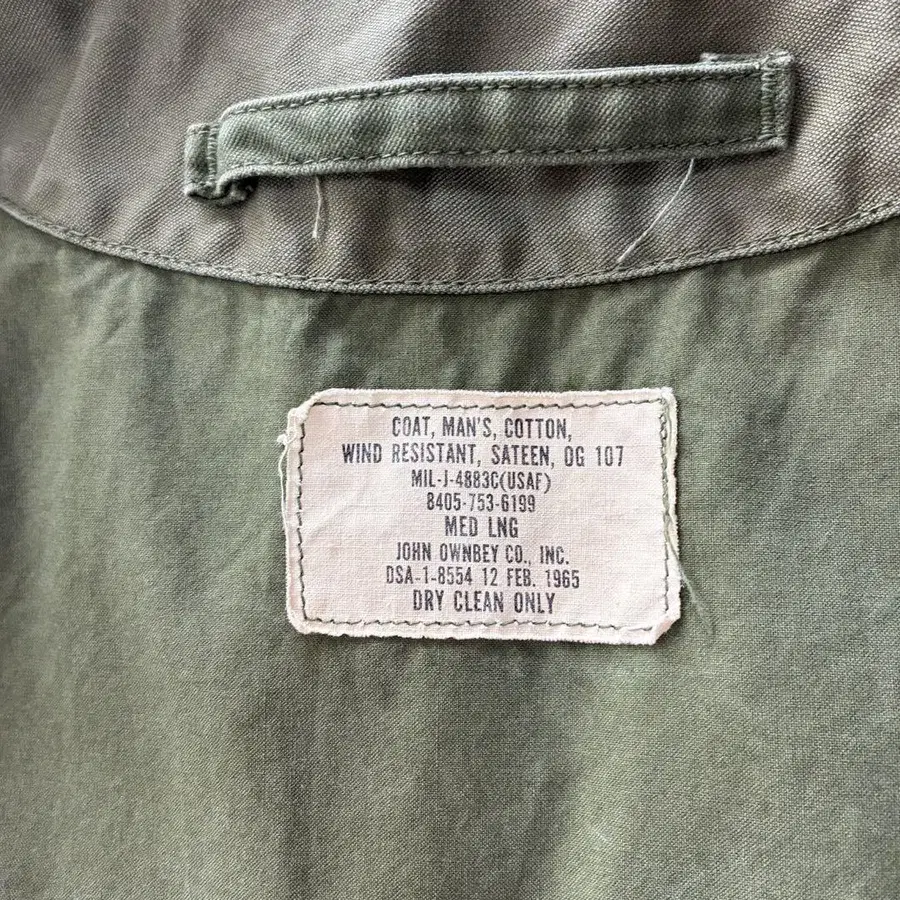 COAT, MAN'S, COTTON,
WIND RESISTANT, SATEEN, OG 107
MIL-J-4883C(USAF)
8405-753-6199
MED LNG
JOHN OWNBEY CO., INC.
DSA-1-8554 12 FEB. 1965
DRY CLEAN ONLY